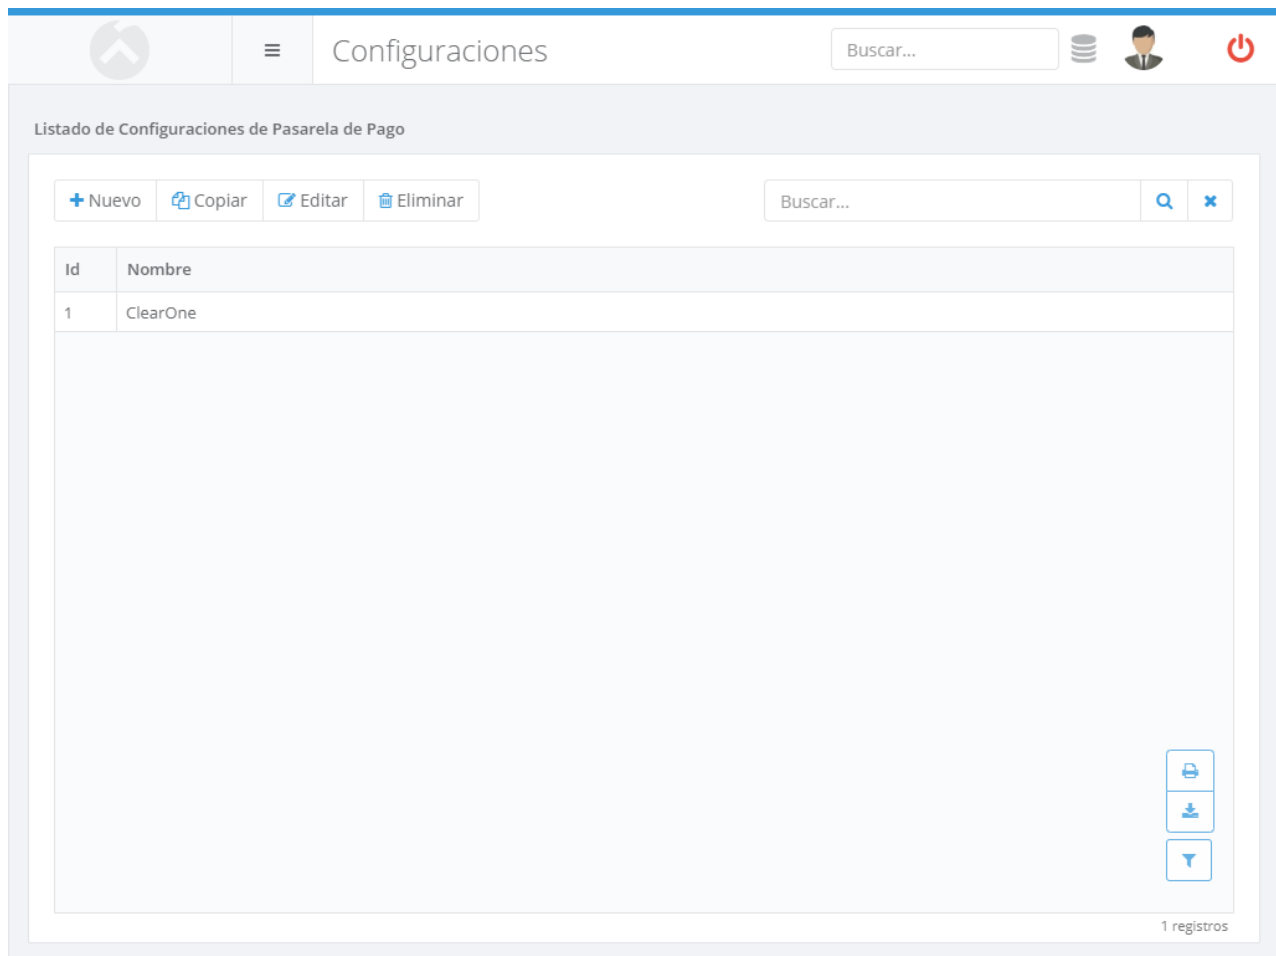 Configuraciones
Buscar...
Listado de Configuraciones de Pasarela de Pago
Nuevo Copiar Editar Eliminar
Buscar...
Id Nombre
1 ClearOne
1 registros